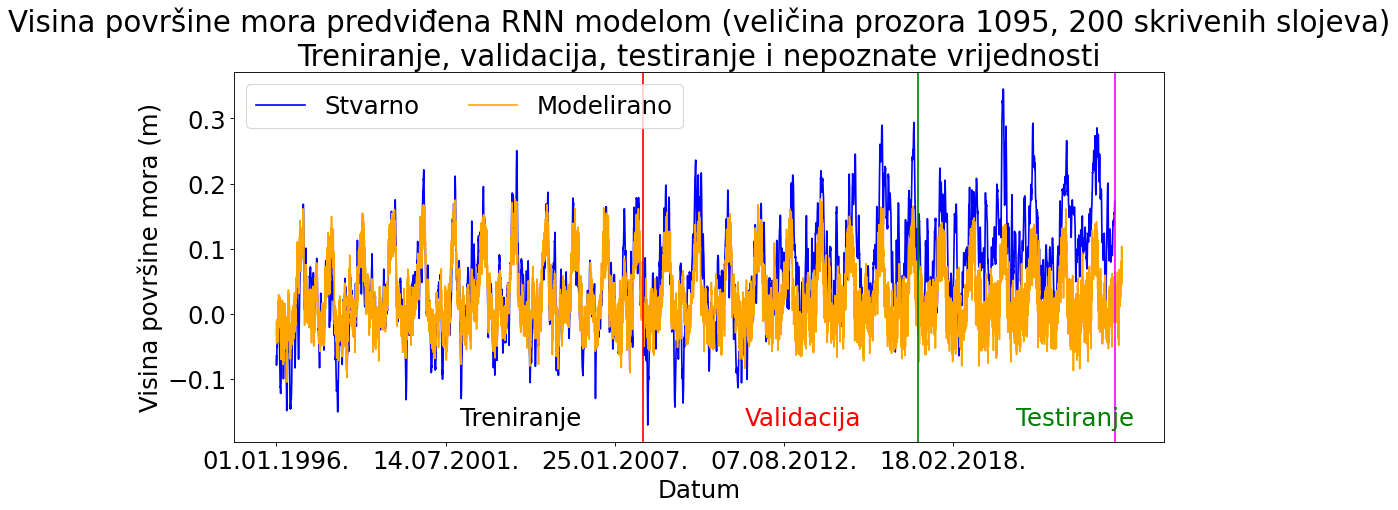 Visina površine mora predviđena RNN modelom (veličina prozora 1095, 200 skrivenih slojeva)
Treniranje, validacija, testiranje i nepoznate vrijednosti
Stvarno
Modelirano
Visina površine mora (m)
0.3
0.2
0.1
0.0
−0.1
Treniranje
Validacija
Testiranje
01.01.1996.
14.07.2001.
25.01.2007.
07.08.2012.
18.02.2018.
Datum